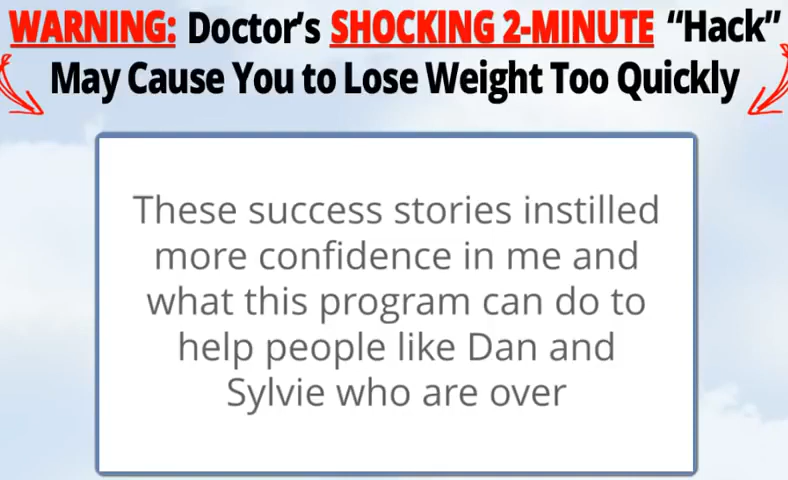 WARNING: Doctor's SHOCKING 2-MINUTE “Hack”
May Cause You to Lose Weight Too Quickly
These success stories instilled
more confidence in me and
what this program can do to
help people like Dan and
Sylvie who are over